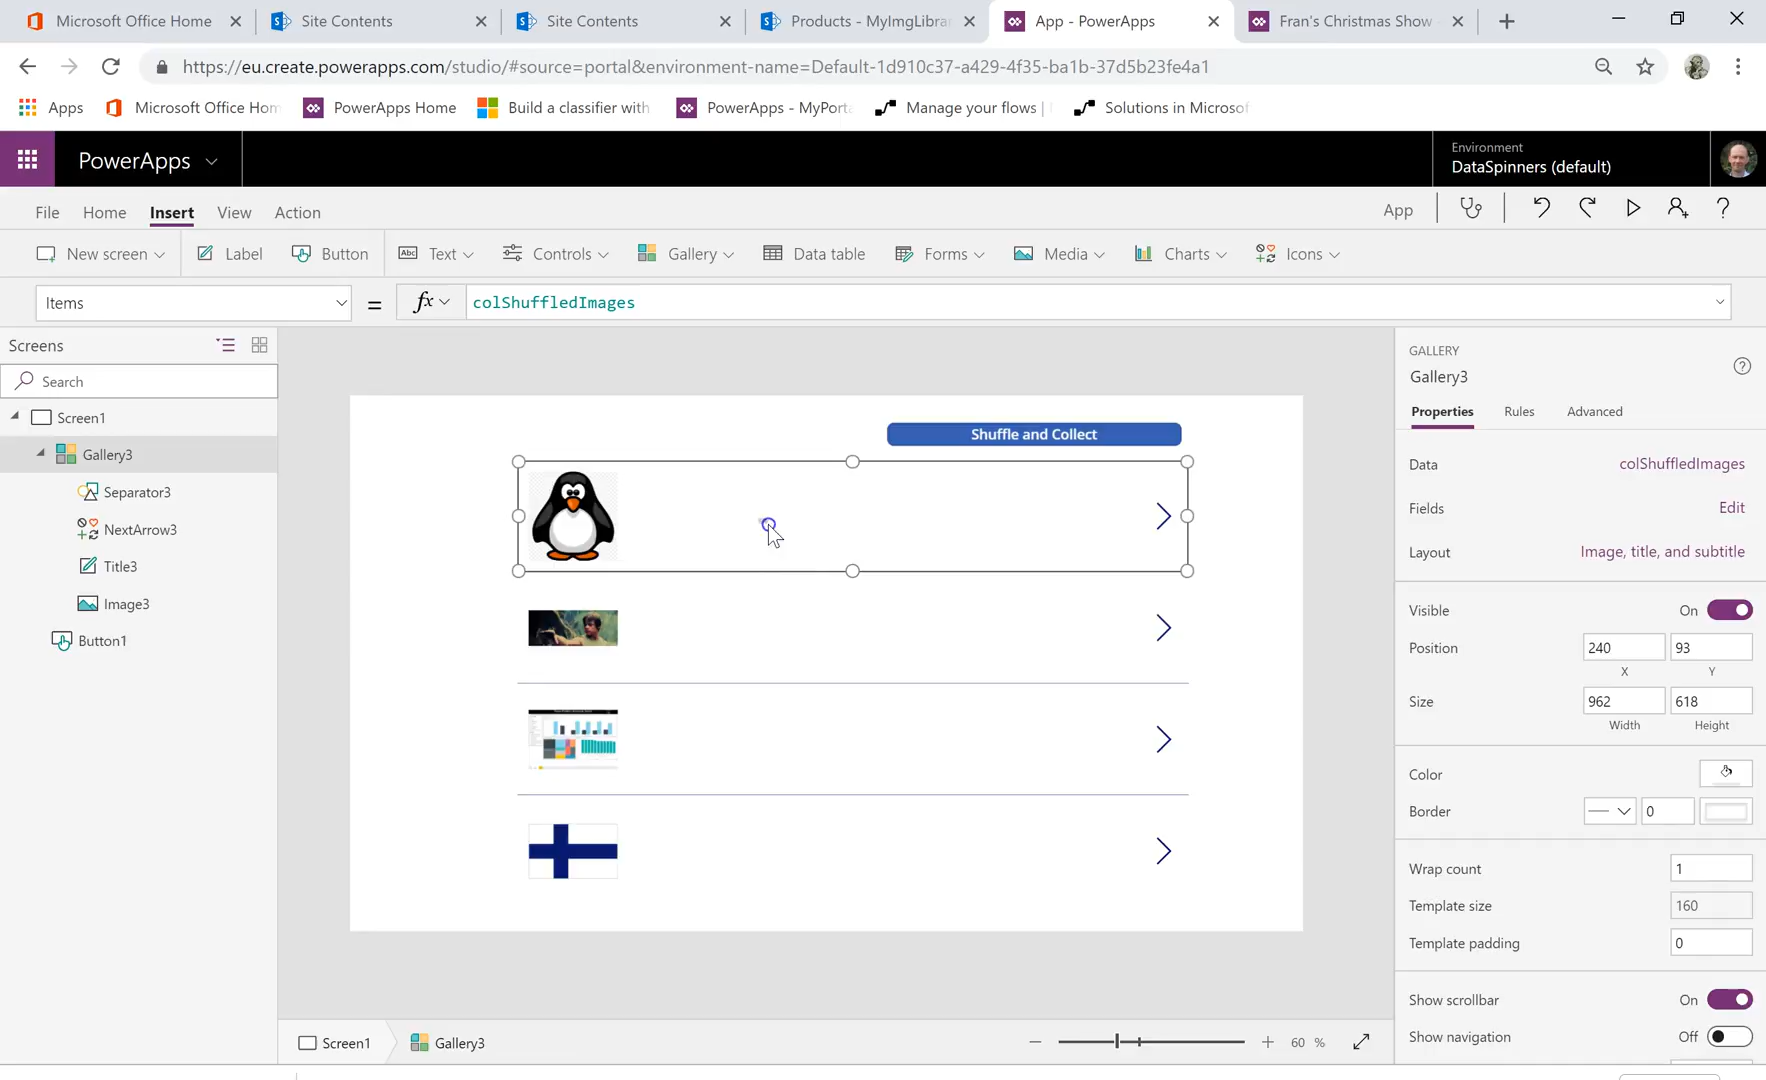 Microsoft Office Home
Site Contents
Site Contents
Products - MyImgLibra
App - PowerApps
Fran's Christmas Show
https://eu.create.powerapps.com/studio/#source=portal&environment-name=Default-1d910c37-a429-4f35-ba1b-37d5b23fe4a1
Apps
Microsoft Office Hom
PowerApps Home
Build a classifier with
PowerApps - MyPorta
Manage your flows |
Solutions in Microsof
PowerApps
Environment
DataSpinners (default)
File
Home
Insert
View
Action
App
New screen
Label
Button
Abc
Text
Controls
Gallery
Data table
Forms
Media
Charts
Icons
Items
=
fx
colShuffledImages
Screens
Search
Screen1
Gallery3
Separator3
NextArrow3
Title3
Image3
Button1
Shuffle and Collect
GALLERY
Gallery3
Properties
Rules
Advanced
Data
colShuffledImages
Fields
Edit
Layout
Image, title, and subtitle
Visible
On
Position
240
93
X
Y
Size
962
618
Width
Height
Color
Border
0
Wrap count
1
Template size
160
Template padding
0
Show scrollbar
On
Show navigation
Off
Screen1
Gallery3
60 %